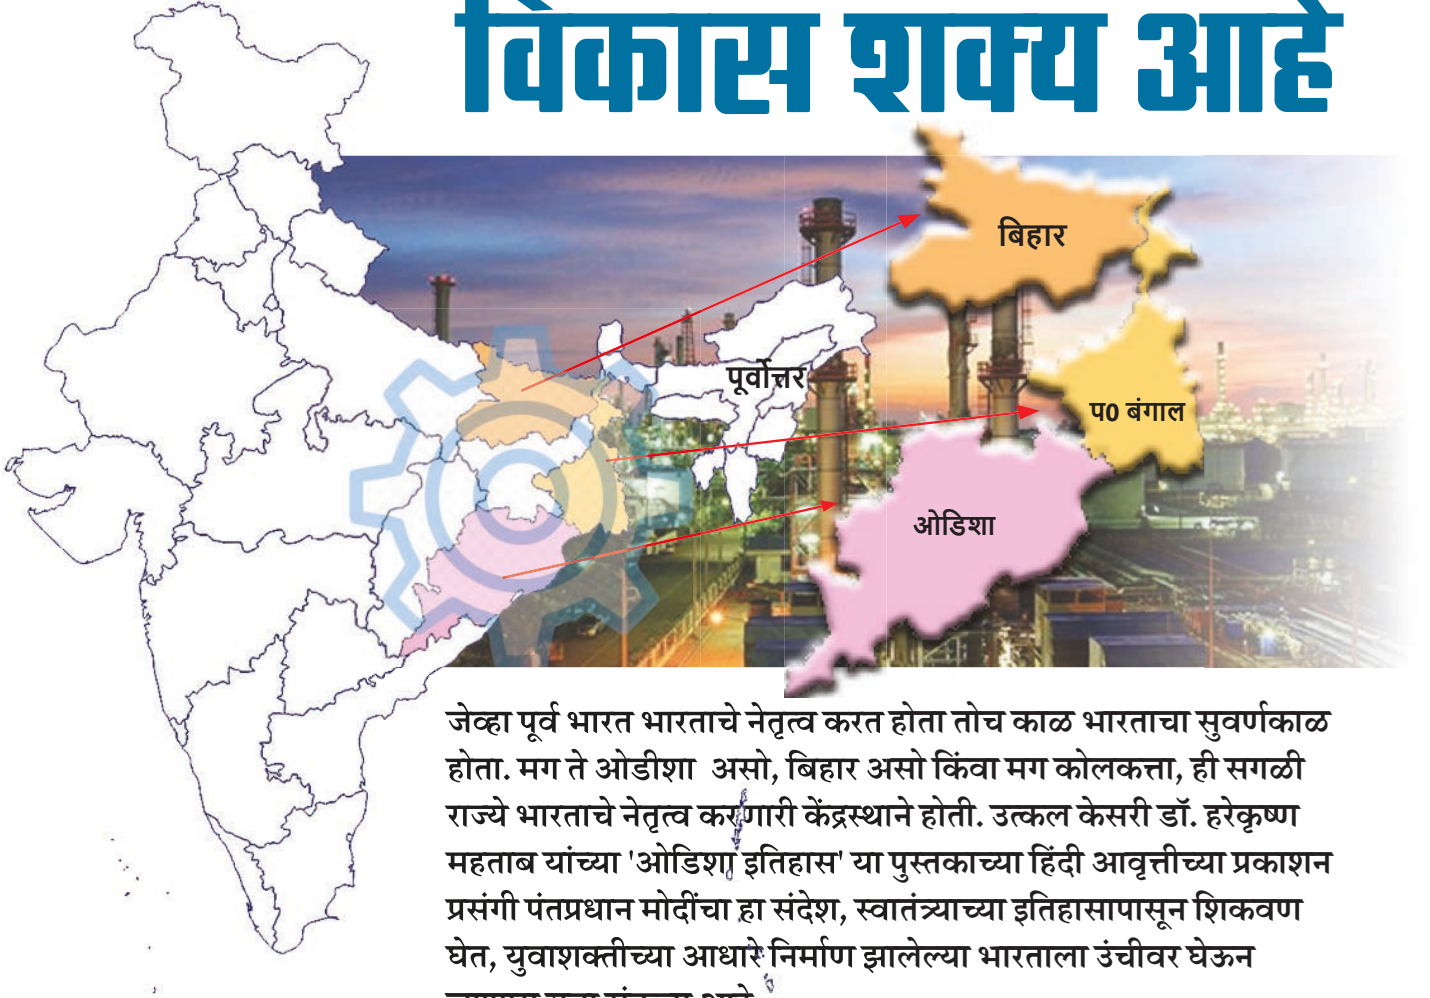 विकास शक्य आहे
बिहार
पूर्वोत्तर
प0 बंगाल
ओडिशा
जेव्हा पूर्व भारत भारताचे नेतृत्व करत होता तोच काळ भारताचा सुवर्णकाळ
होता. मग ते ओडीशा असो, बिहार असो किंवा मग कोलकत्ता, ही सगळी
राज्ये भारताचे नेतृत्व करणारी केंद्रस्थाने होती. उत्कल केसरी डॉ. हरेकृष्ण
महताब यांच्या 'ओडिशा इतिहास' या पुस्तकाच्या हिंदी आवृत्तीच्या प्रकाशन
प्रसंगी पंतप्रधान मोदींचा हा संदेश, स्वातंत्र्याच्या इतिहासापासून शिकवण
घेत, युवाशक्तीच्या आधारे निर्माण झालेल्या भारताला उंचीवर घेऊन